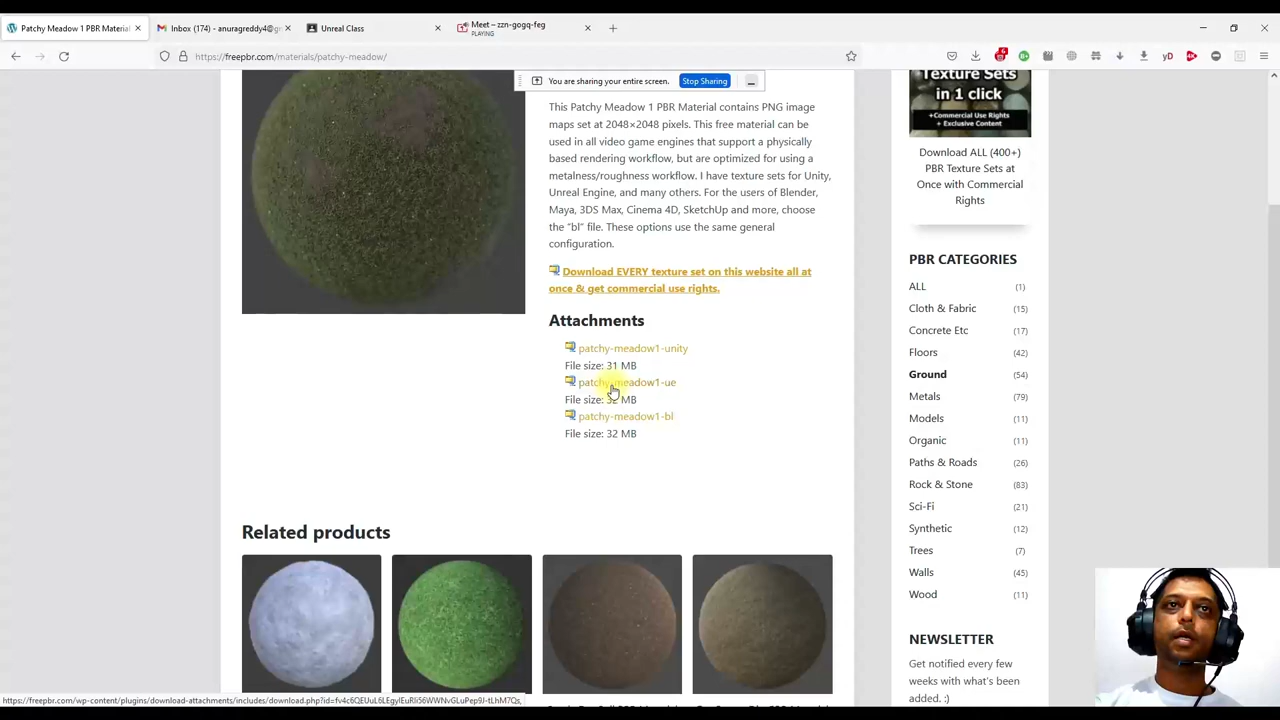 Patchy Meadow 1 PBR Material
Inbox (174) - anuragreddy4@g
Unreal Class
Meet – zzn-gogq-feg
PLAYING
https://freepbr.com/materials/patchy-meadow/
You are sharing your entire screen.
Stop Sharing
This Patchy Meadow 1 PBR Material contains PNG image
maps set at 2048×2048 pixels. This free material can be
used in all video game engines that support a physically
based rendering workflow, but are optimized for using a
metalness/roughness workflow. I have texture sets for Unity,
Unreal Engine, and many others. For the users of Blender,
Maya, 3DS Max, Cinema 4D, SketchUp and more, choose
the “bl” file. These options use the same general
configuration.
Download EVERY texture set on this website all at
once & get commercial use rights.
Attachments
patchy-meadow1-unity
File size: 31 MB
patchy-meadow1-ue
File size: 32 MB
patchy-meadow1-bl
File size: 32 MB
Related products
Texture Sets
in 1 click
+Commercial Use Rights
+ Exclusive Content
Download ALL (400+)
PBR Texture Sets at
Once with Commercial
Rights
PBR CATEGORIES
ALL (1)
Cloth & Fabric (15)
Concrete Etc (17)
Floors (42)
Ground (54)
Metals (79)
Models (11)
Organic (11)
Paths & Roads (26)
Rock & Stone (83)
Sci-Fi (21)
Synthetic (12)
Trees (7)
Walls (45)
Wood (11)
NEWSLETTER
Get notified every few
weeks with what's been
added, :)